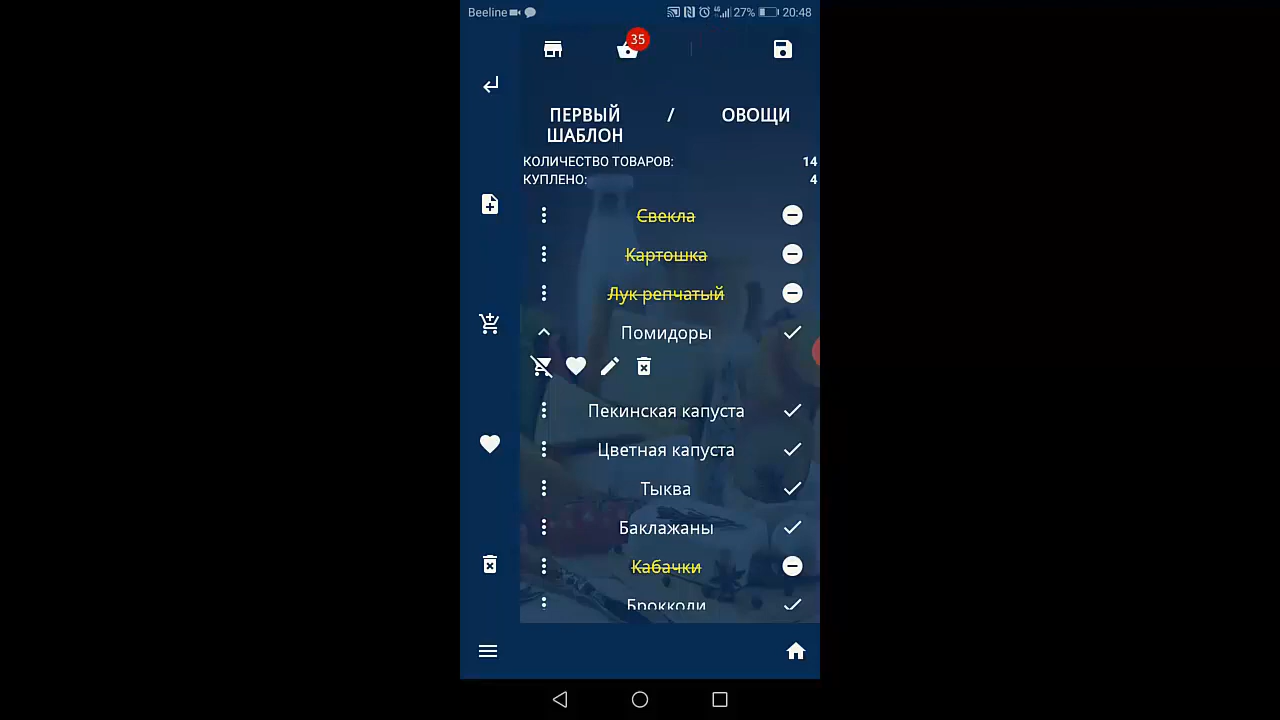 Beeline 4G 27% 20:48
35
ПЕРВЫЙ / ОВОЩИ
ШАБЛОН
КОЛИЧЕСТВО ТОВАРОВ: 14
КУПЛЕНО: 4
Свекла
Картошка
Лук репчатый
Помидоры
Пекинская капуста
Цветная капуста
Тыква
Баклажаны
Кабачки
Брокколи